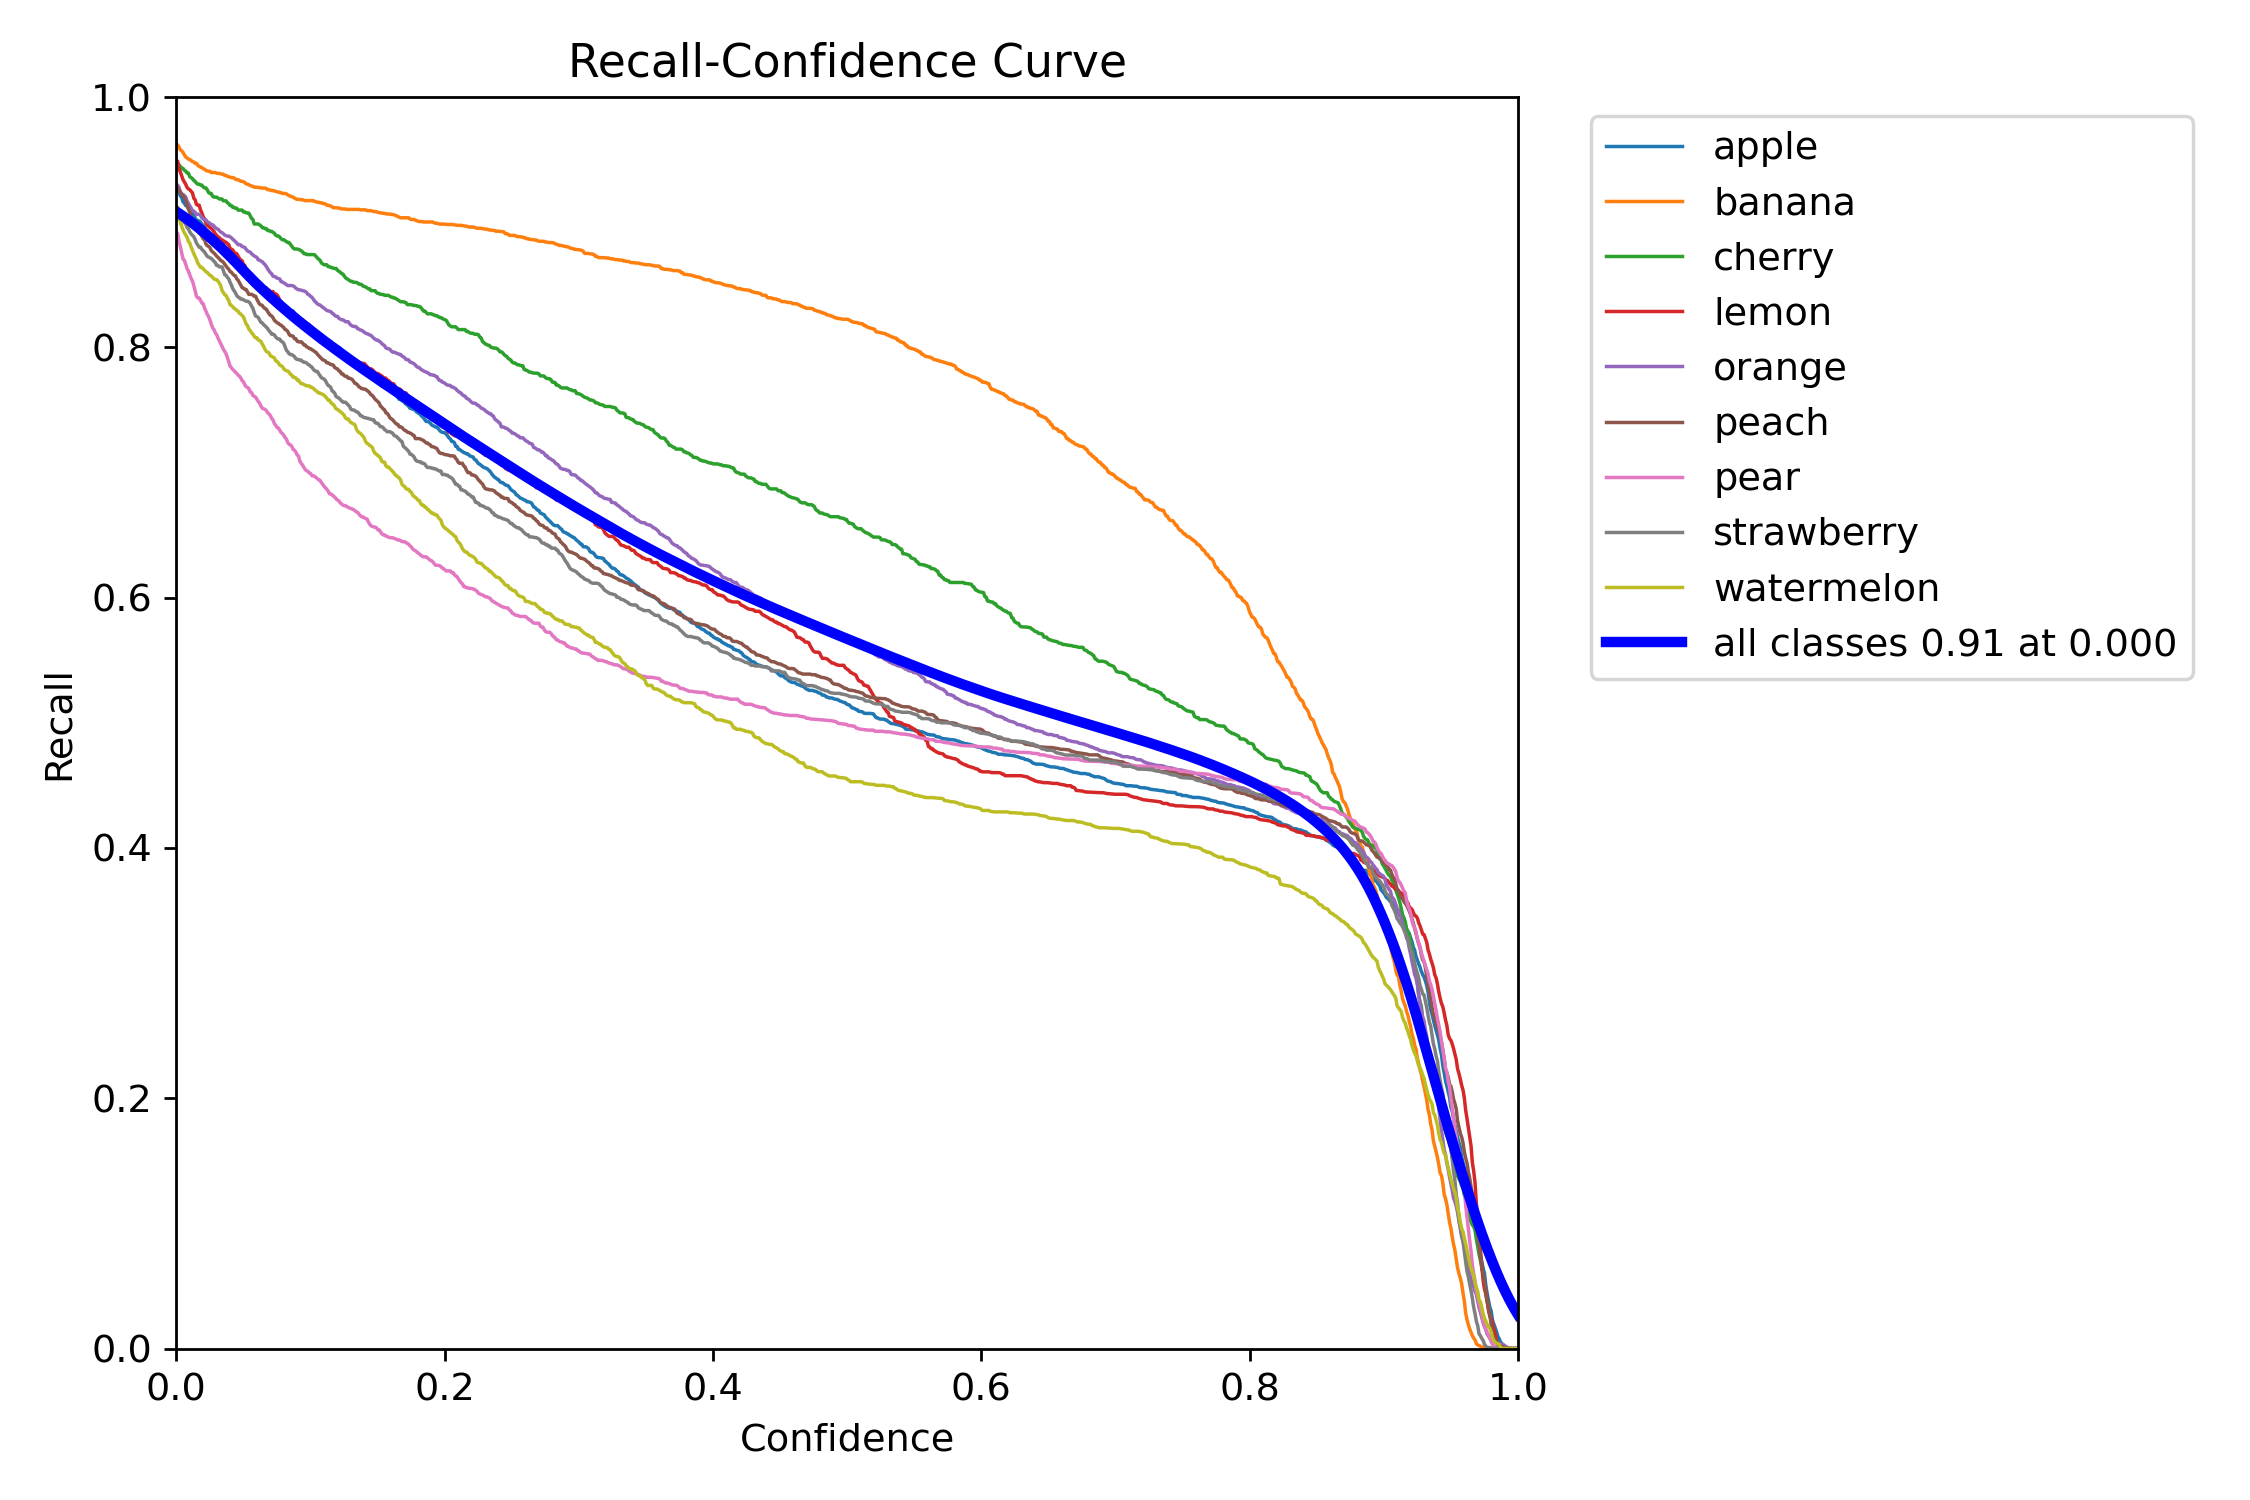 Recall-Confidence Curve
1.0
0.8
0.6
0.4
0.2
0.0
Recall
0.0 0.2 0.4 0.6 0.8 1.0
Confidence
apple
banana
cherry
lemon
orange
peach
pear
strawberry
watermelon
all classes 0.91 at 0.000